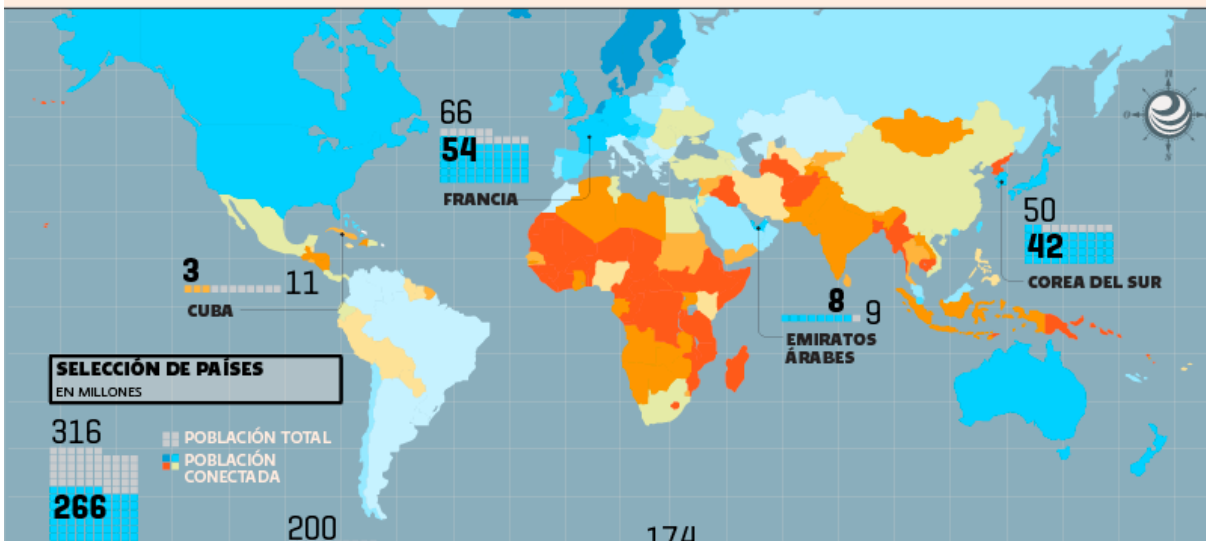 66
54
FRANCIA
50
42
COREA DEL SUR
3
11
CUBA
8
9
EMIRATOS
ÁRABES
SELECCIÓN DE PAÍSES
EN MILLONES
316
POBLACIÓN TOTAL
POBLACIÓN
CONECTADA
266
200
174